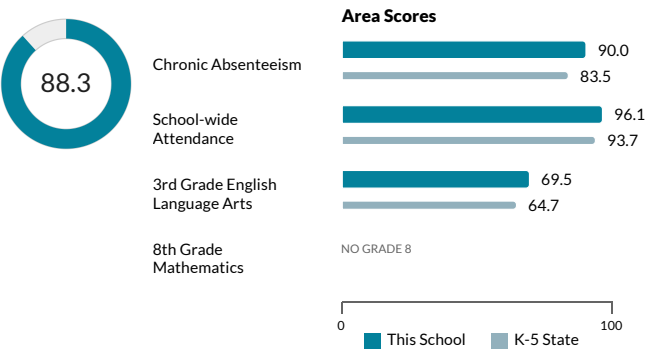 88.3
Area Scores
Chronic Absenteeism
90.0
83.5
School-wide
Attendance
96.1
93.7
3rd Grade English
Language Arts
69.5
64.7
8th Grade
Mathematics
NO GRADE 8
0
100
This School
K-5 State